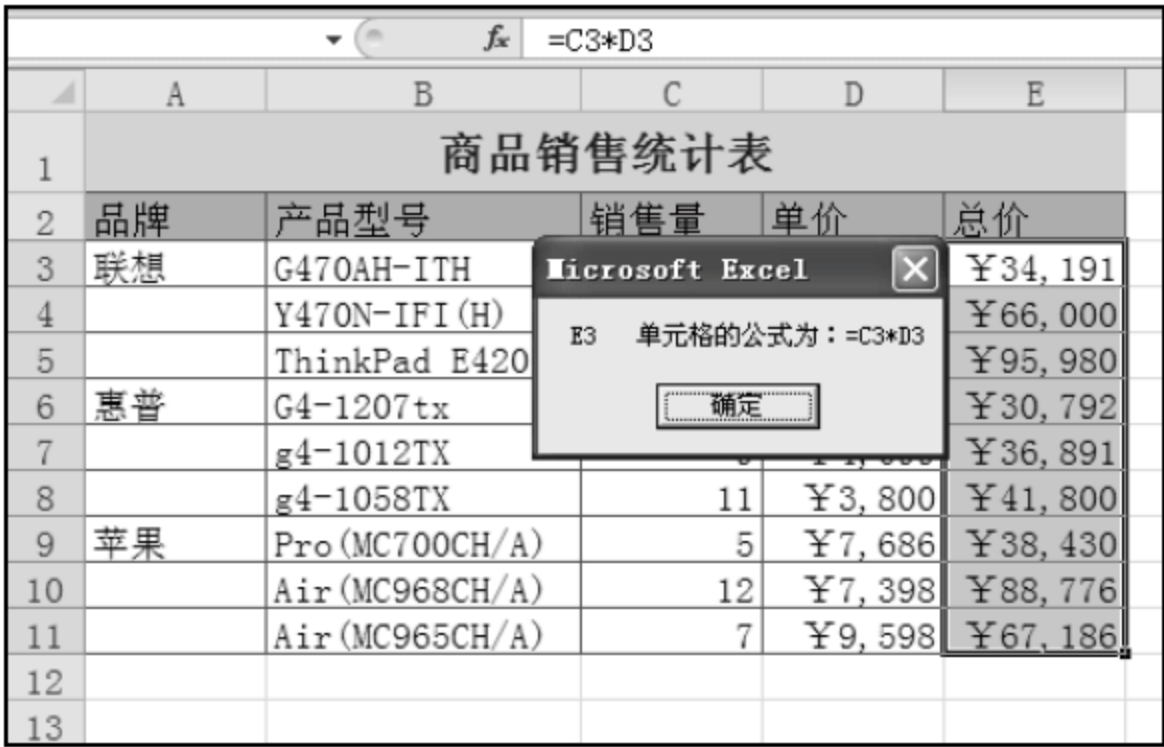 fx =C3*D3
A B C D E
1 商品销售统计表
2 品牌 产品型号 销售量 单价 总价
3 联想 G470AH-ITH ￥34,191
4 Y470N-IFI(H) ￥66,000
5 ThinkPad E420 ￥95,980
6 惠普 G4-1207tx ￥30,792
7 g4-1012TX ￥36,891
8 g4-1058TX 11 ￥3,800 ￥41,800
9 苹果 Pro(MC700CH/A) 5 ￥7,686 ￥38,430
10 Air(MC968CH/A) 12 ￥7,398 ￥88,776
11 Air(MC965CH/A) 7 ￥9,598 ￥67,186
12
13
Microsoft Excel
E3 单元格的公式为：=C3*D3
确定